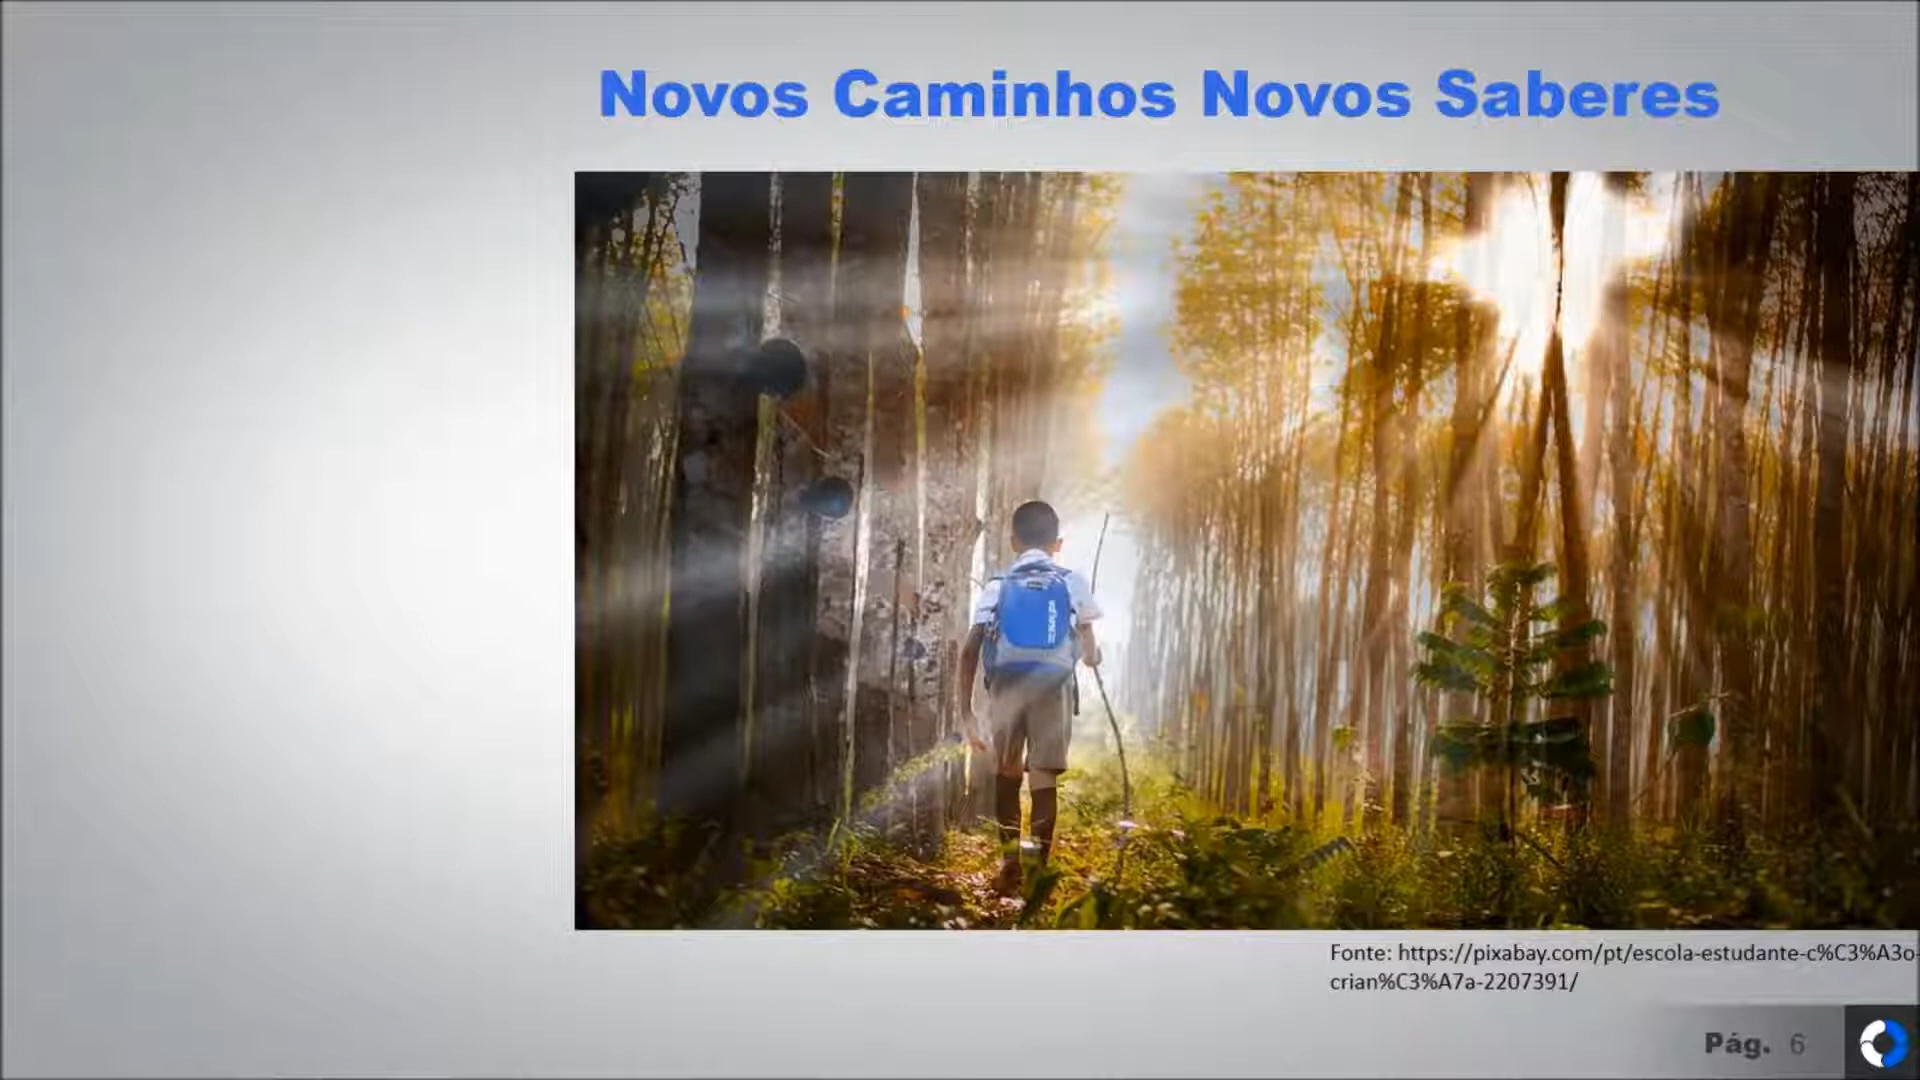 Novos Caminhos Novos Saberes
Fonte: https://pixabay.com/pt/escola-estudante-c%C3%A3o-
crian%C3%A7a-2207391/
Pág. 6